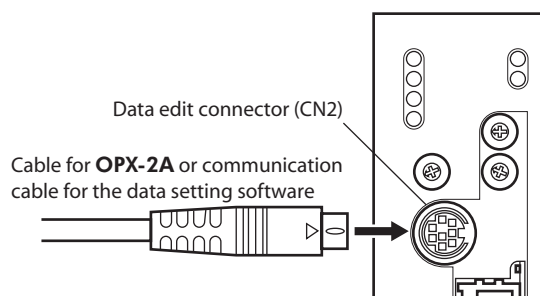 Data edit connector (CN2)
Cable for OPX-2A or communication
cable for the data setting software